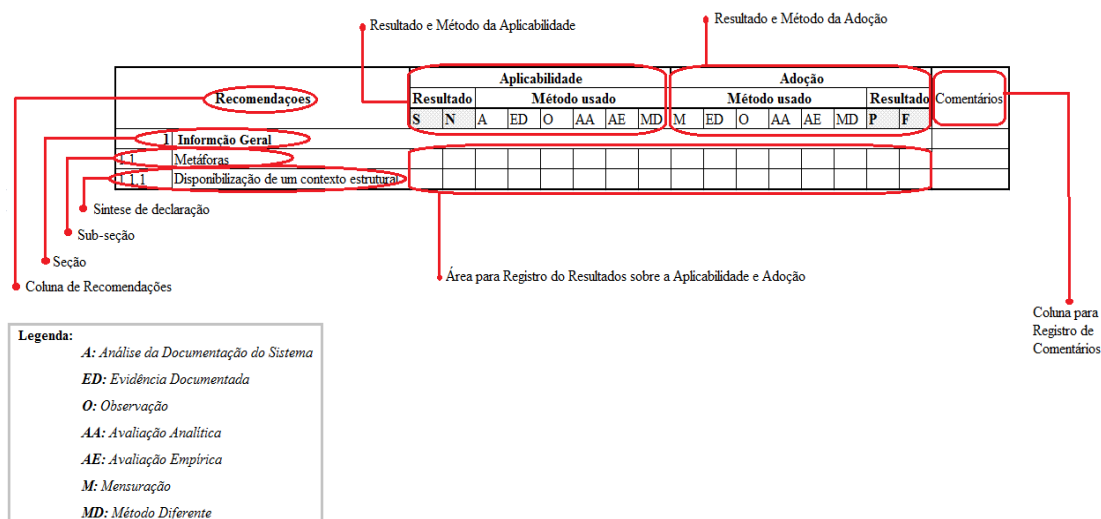 Resultado e Método da Aplicabilidade
Resultado e Método da Adoção
Aplicabilidade Adoção
Recomendaçoes Resultado Método usado Método usado Resultado Comentários
S N A ED O AA AE MD M ED O AA AE MD P F
1 Informção Geral
1.1 Metáforas
1.1.1 Disponibilização de um contexto estrutural
Sintese de declaração
Sub-seção
Seção
Coluna de Recomendações
Área para Registro do Resultados sobre a Aplicabilidade e Adoção
Coluna para
Registro de
Comentários
Legenda:
A: Análise da Documentação do Sistema
ED: Evidência Documentada
O: Observação
AA: Avaliação Analítica
AE: Avaliação Empírica
M: Mensuração
MD: Método Diferente